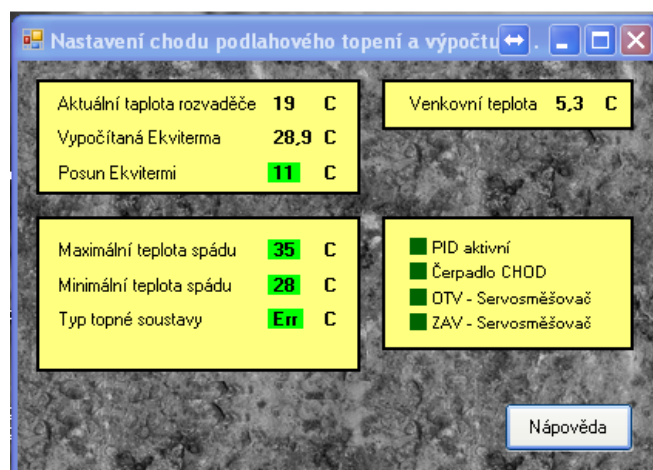 Nastavení chodu podlahového topení a výpočtu .
Aktuální taplota rozvaděče 19 C
Vypočítaná Ekviterma 28,9 C
Posun Ekvitermi 11 C
Venkovní teplota 5,3 C
Maximální teplota spádu 35 C
Minimální teplota spádu 28 C
Typ topné soustavy Err C
PID aktivní
Čerpadlo CHOD
OTV - Servosměšovač
ZAV - Servosměšovač
Nápověda